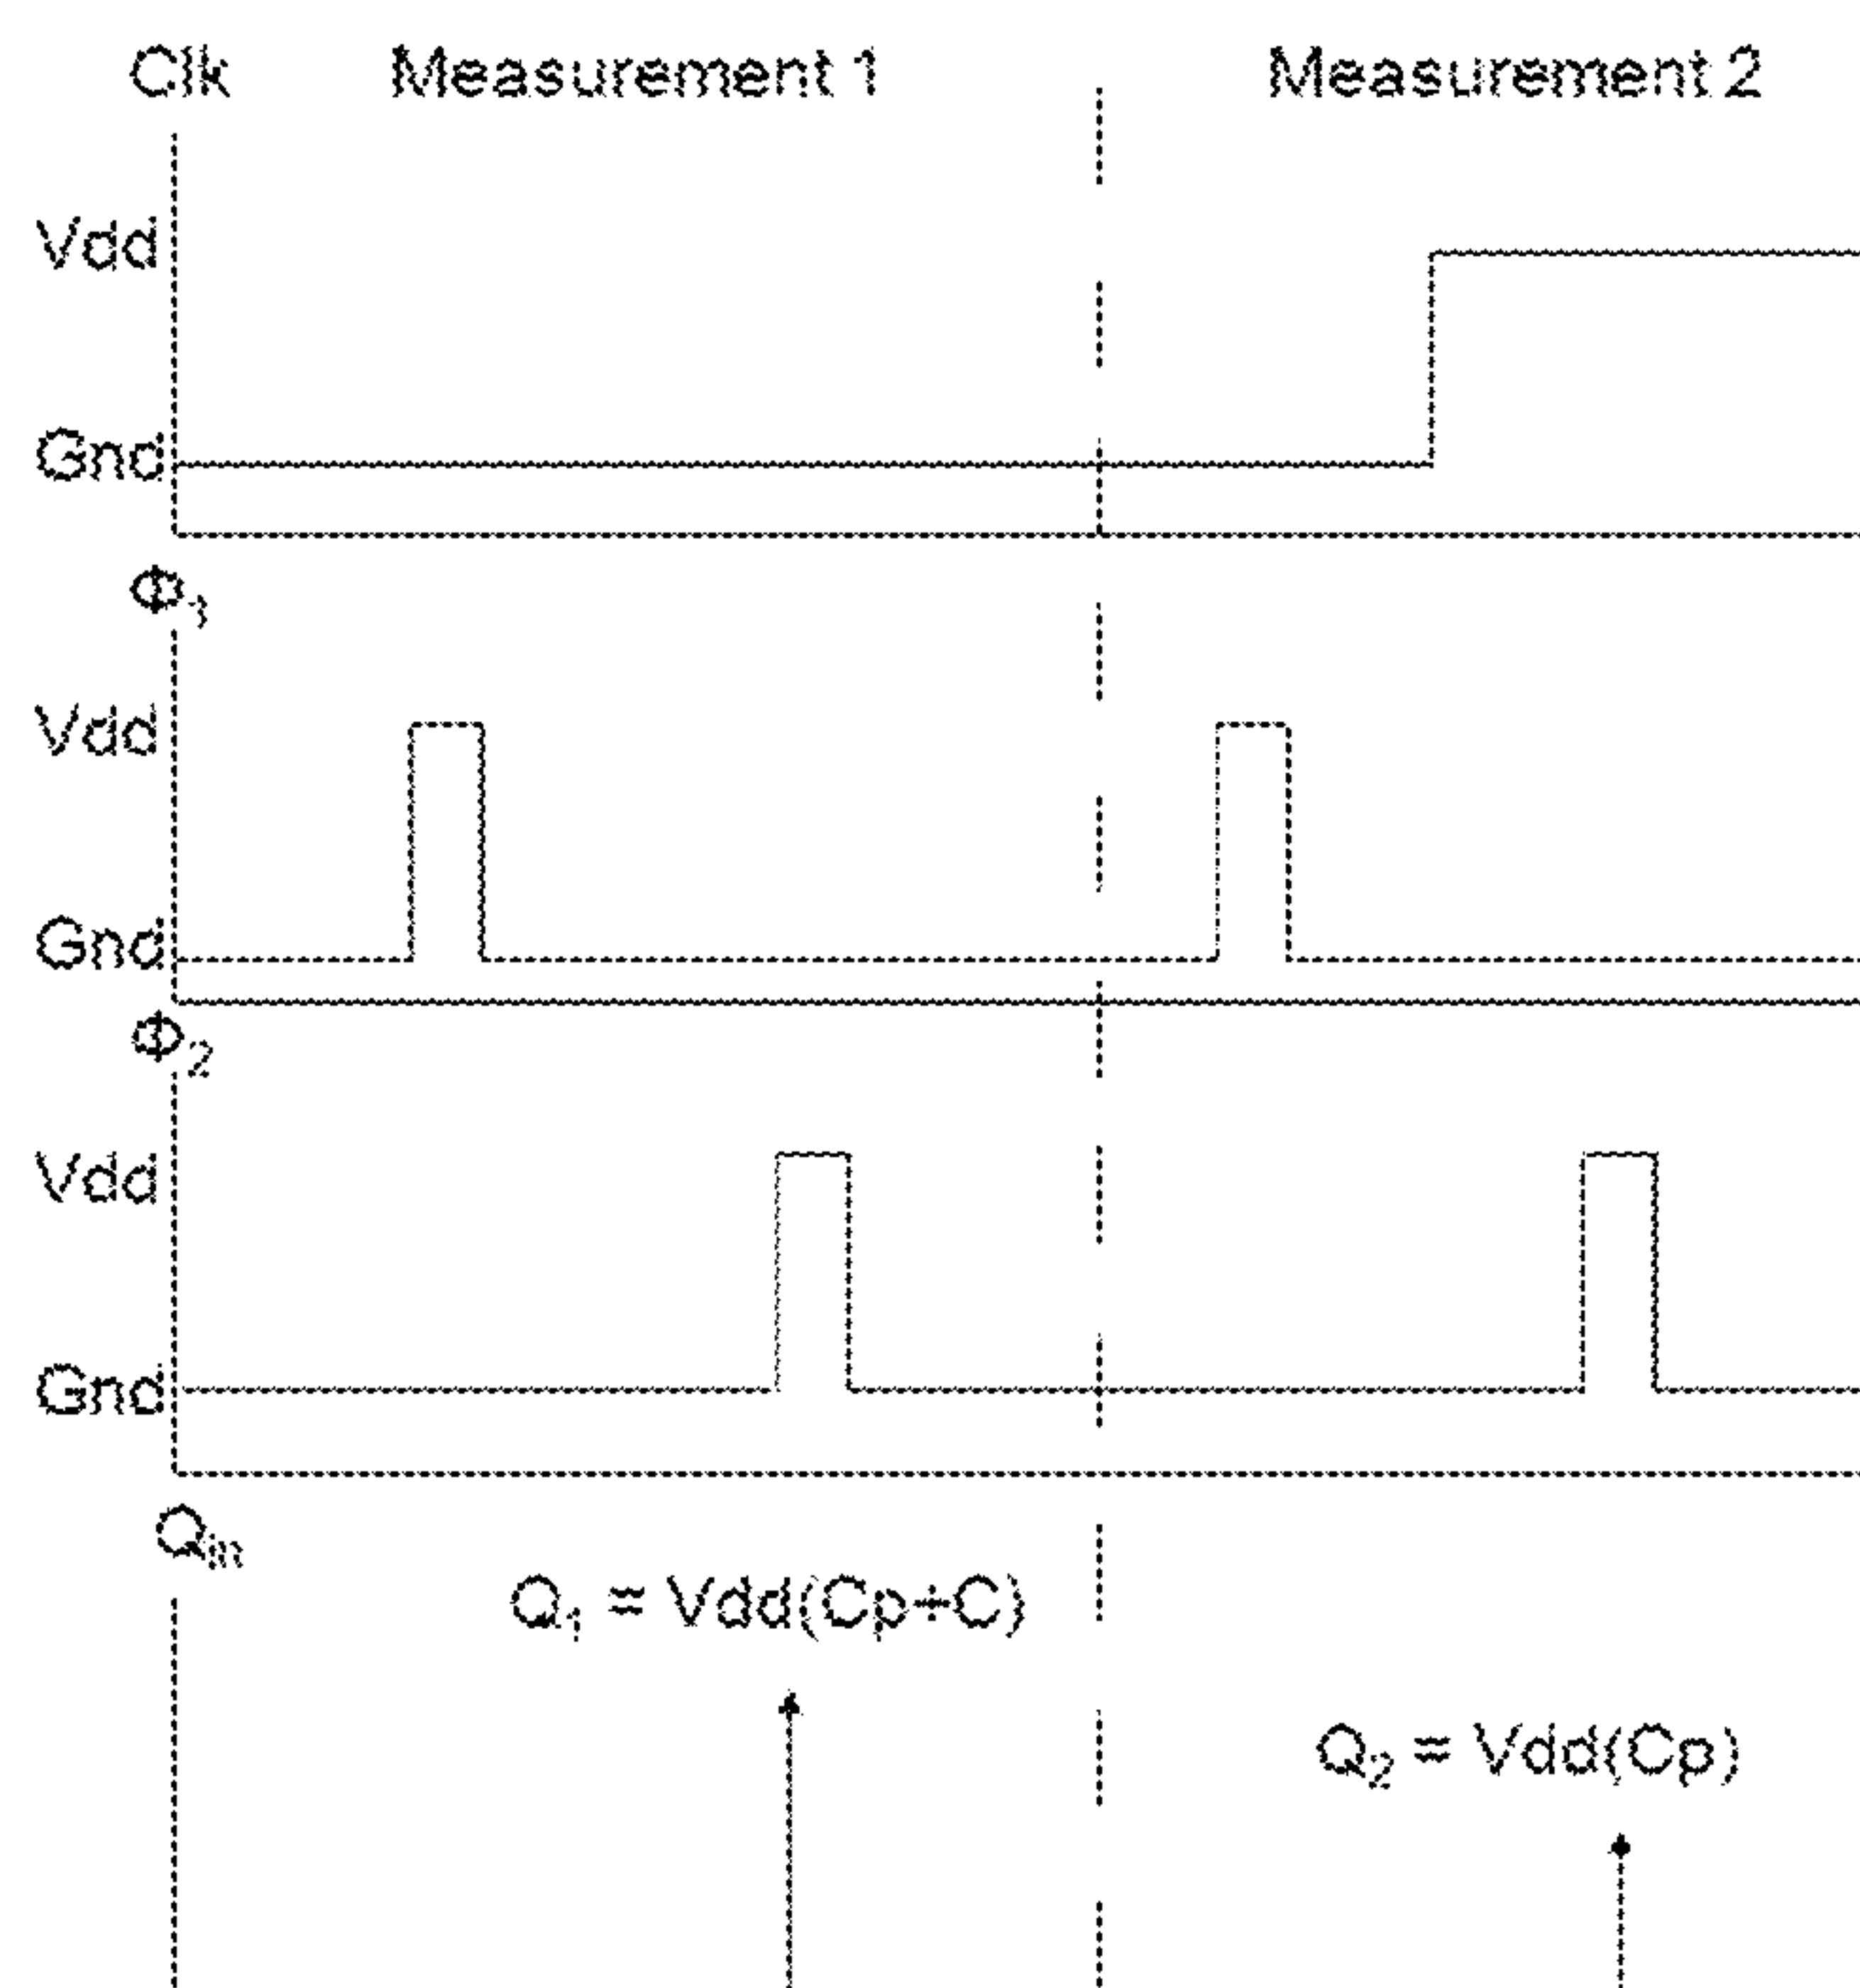 Clk Measurement 1 Measurement 2
Vdd
Gnd
Φ₁
Vdd
Gnd
Φ₂
Vdd
Gnd
Qin
Q₁ = Vdd(Cp+C)
Q₂ = Vdd(Cp)